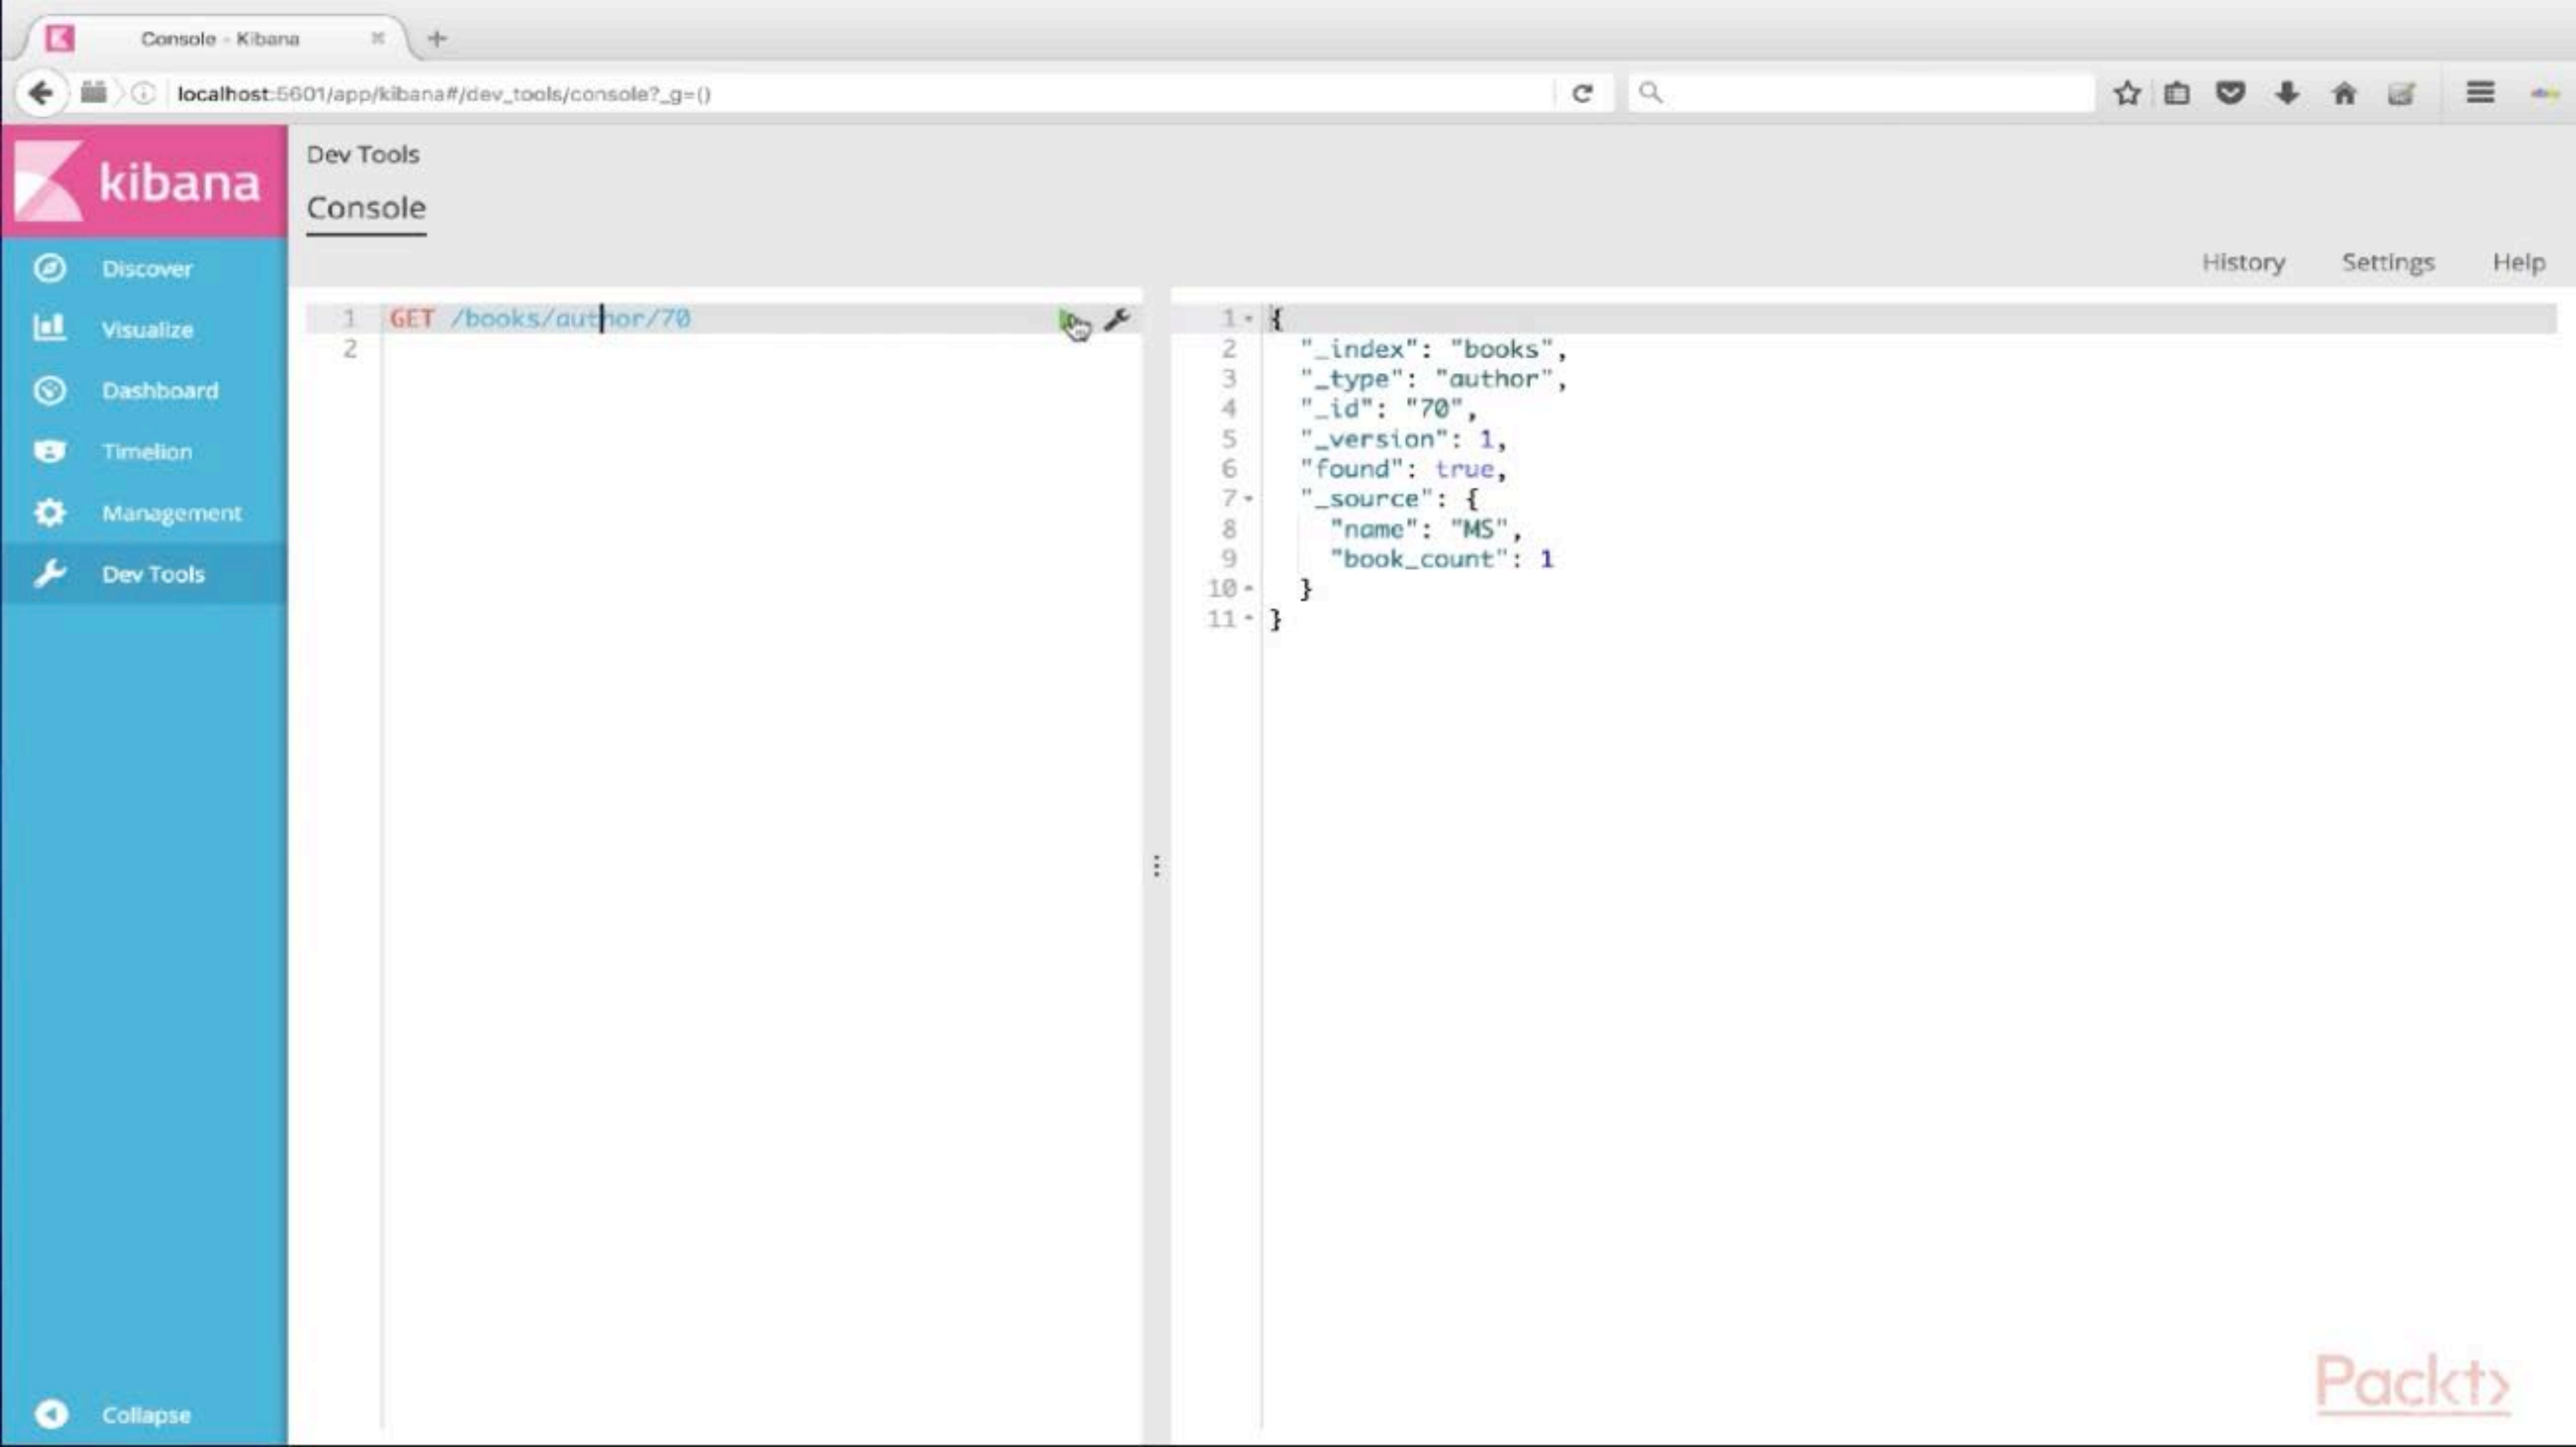 Console - Kibana
localhost:5601/app/kibana#/dev_tools/console?_g=()
kibana
Dev Tools
Console
Discover
Visualize
Dashboard
Timelion
Management
Dev Tools
Collapse
History Settings Help
1 GET /books/author/70
2
1 {
2 "_index": "books",
3 "_type": "author",
4 "_id": "70",
5 "_version": 1,
6 "found": true,
7 "_source": {
8 "name": "MS",
9 "book_count": 1
10 }
11 }
Packt>